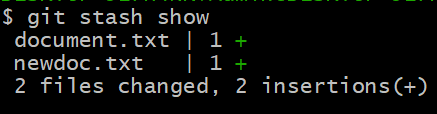 $ git stash show
document.txt | 1 +
newdoc.txt   | 1 +
2 files changed, 2 insertions(+)